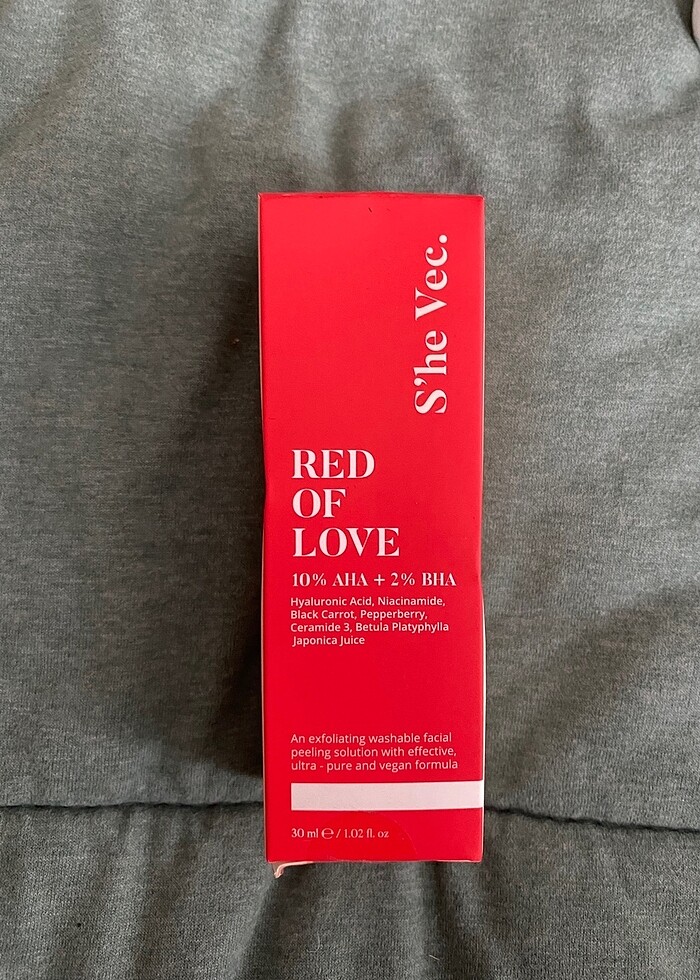 S'he Vec.
RED
OF
LOVE
10% AHA + 2% BHA
Hyaluronic Acid, Niacinamide,
Black Carrot, Pepperberry,
Ceramide 3, Betula Platyphylla
Japonica Juice
An exfoliating washable facial
peeling solution with effective,
ultra - pure and vegan formula
30 ml ℮ / 1.02 fl. oz